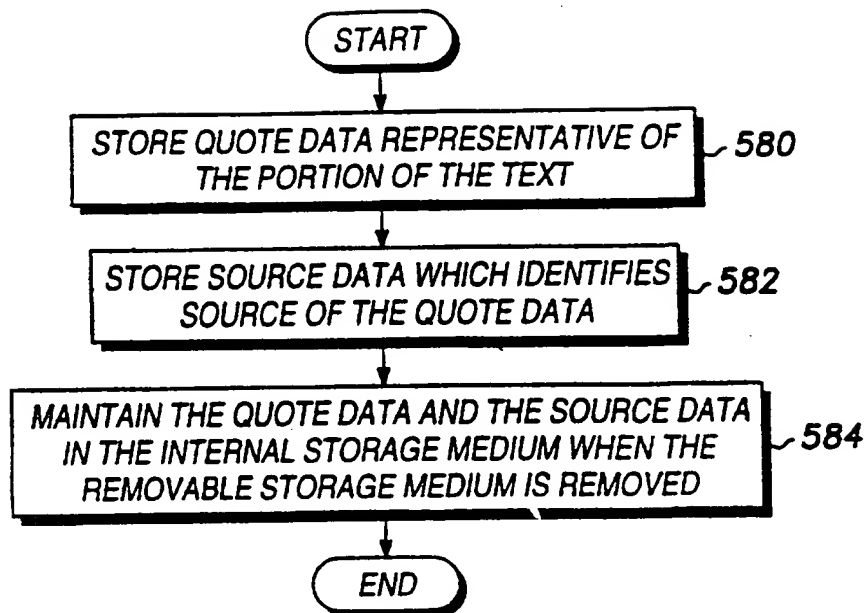 START
STORE QUOTE DATA REPRESENTATIVE OF
THE PORTION OF THE TEXT
580
STORE SOURCE DATA WHICH IDENTIFIES
SOURCE OF THE QUOTE DATA
582
MAINTAIN THE QUOTE DATA AND THE SOURCE DATA
IN THE INTERNAL STORAGE MEDIUM WHEN THE
REMOVABLE STORAGE MEDIUM IS REMOVED
584
END